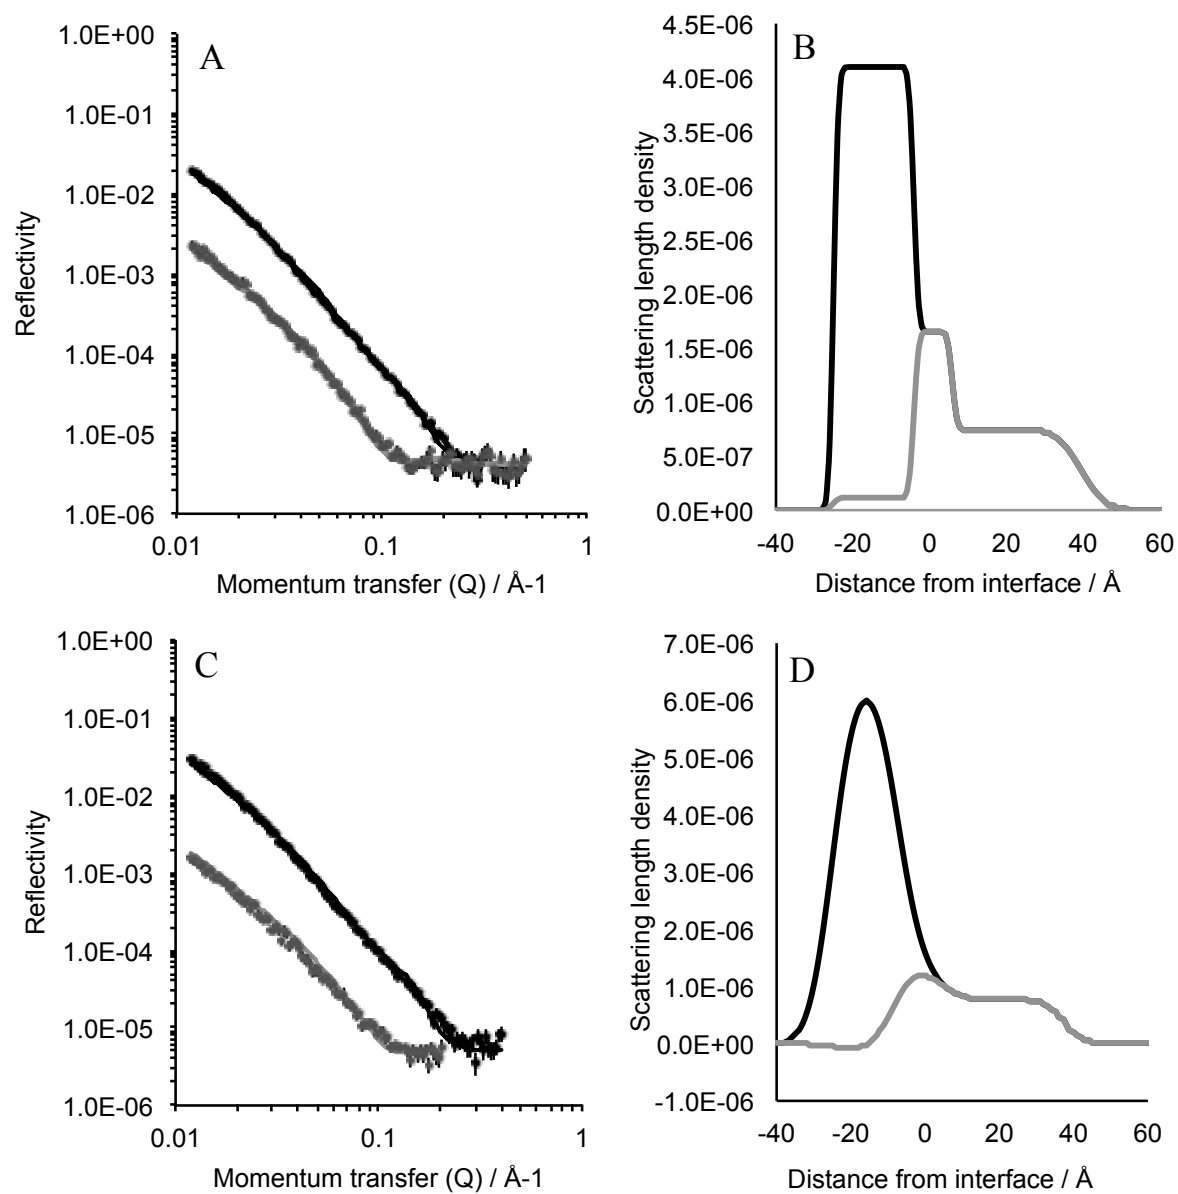 A
1.0E+00
1.0E-01
1.0E-02
1.0E-03
1.0E-04
1.0E-05
1.0E-06
Reflectivity
0.01 0.1 1
Momentum transfer (Q) / Å-1
B
4.5E-06
4.0E-06
3.5E-06
3.0E-06
2.5E-06
2.0E-06
1.5E-06
1.0E-06
5.0E-07
0.0E+00
Scattering length density
-40 -20 0 20 40 60
Distance from interface / Å
C
1.0E+00
1.0E-01
1.0E-02
1.0E-03
1.0E-04
1.0E-05
1.0E-06
Reflectivity
0.01 0.1 1
Momentum transfer (Q) / Å-1
D
7.0E-06
6.0E-06
5.0E-06
4.0E-06
3.0E-06
2.0E-06
1.0E-06
0.0E+00
-1.0E-06
Scattering length density
-40 -20 0 20 40 60
Distance from interface / Å